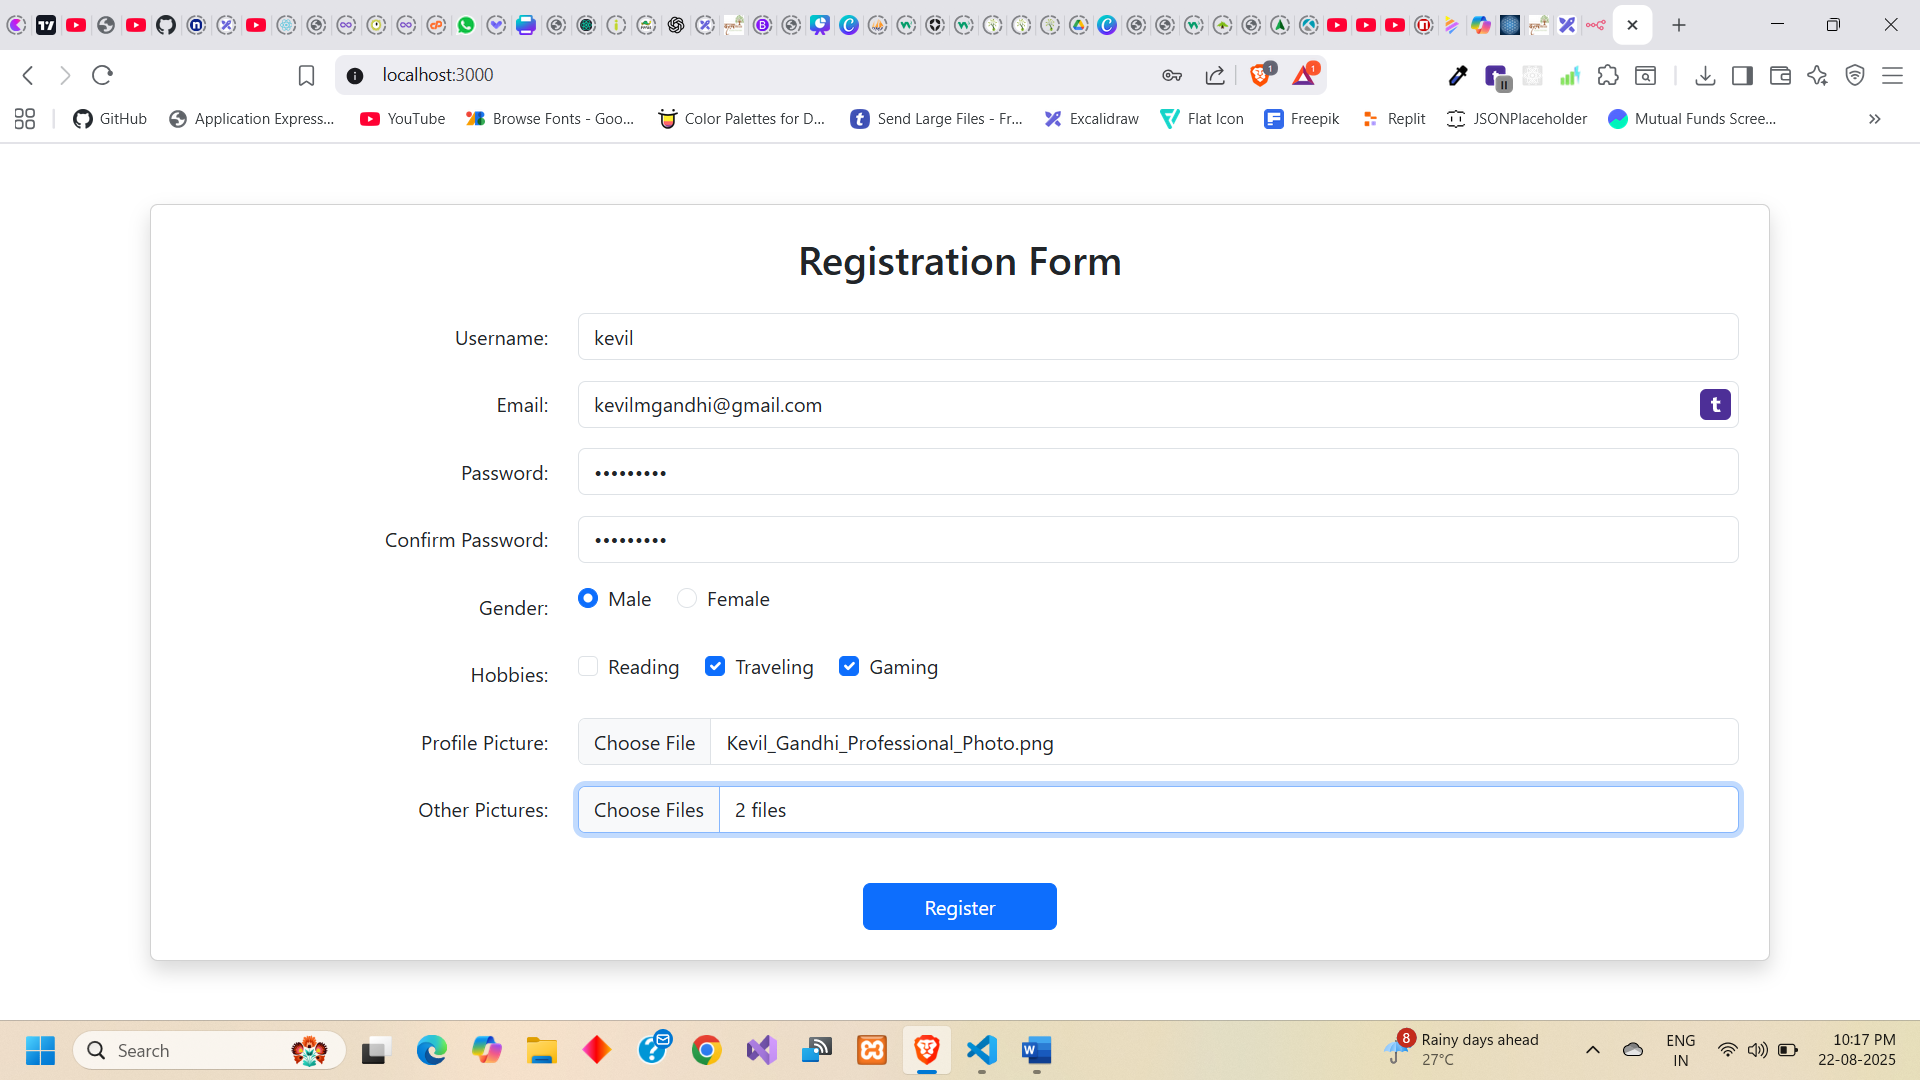 localhost:3000
1
1
GitHub
Application Express...
YouTube
Browse Fonts - Goo...
Color Palettes for D...
Send Large Files - Fr...
Excalidraw
Flat Icon
Freepik
Replit
JSONPlaceholder
Mutual Funds Scree...
Registration Form
Username: kevil
Email: kevilmgandhi@gmail.com
Password: •••••••••
Confirm Password: •••••••••
Gender: Male Female
Hobbies: Reading Traveling Gaming
Profile Picture: Choose File Kevil_Gandhi_Professional_Photo.png
Other Pictures: Choose Files 2 files
Register
Search
8
Rainy days ahead
27°C
ENG
IN
10:17 PM
22-08-2025